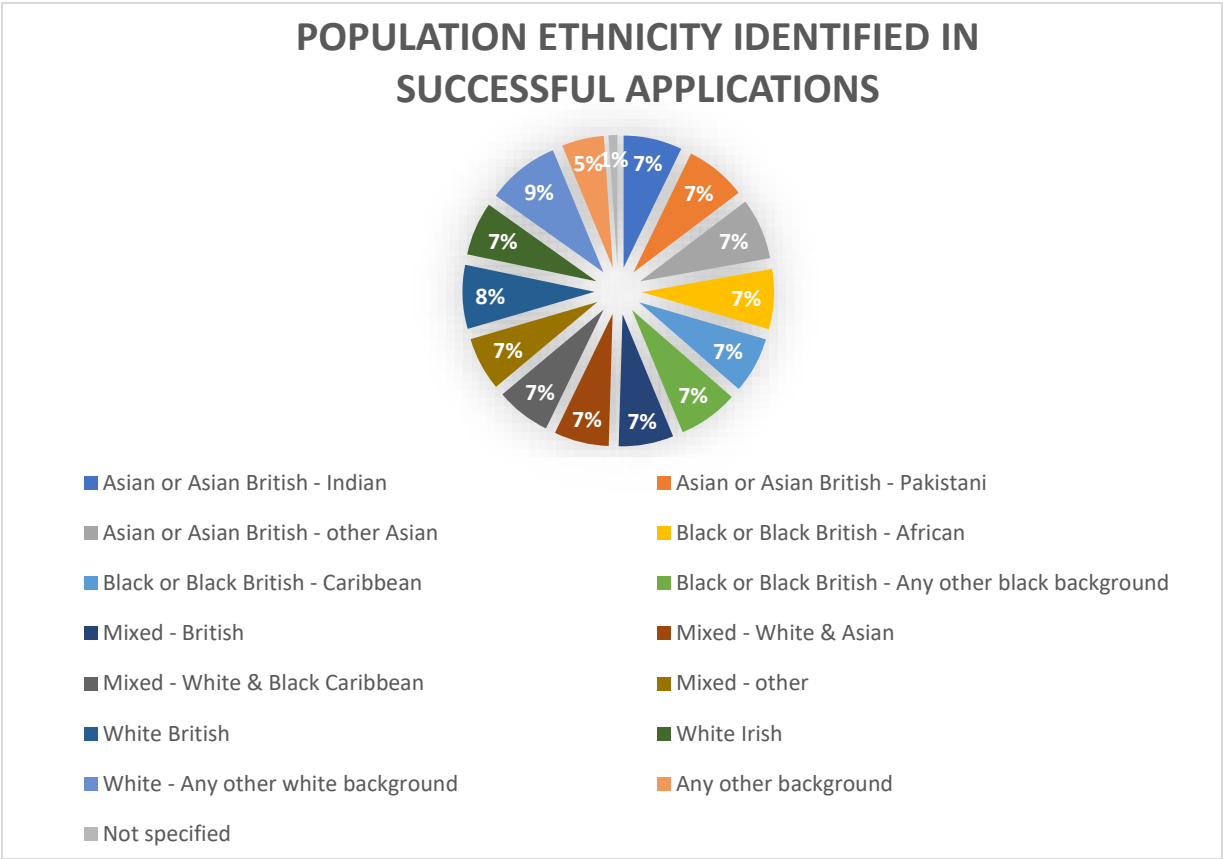 POPULATION ETHNICITY IDENTIFIED IN
SUCCESSFUL APPLICATIONS
7%
7%
7%
7%
7%
7%
7%
7%
7%
7%
8%
7%
9%
5%
1%
Asian or Asian British - Indian
Asian or Asian British - Pakistani
Asian or Asian British - other Asian
Black or Black British - African
Black or Black British - Caribbean
Black or Black British - Any other black background
Mixed - British
Mixed - White & Asian
Mixed - White & Black Caribbean
Mixed - other
White British
White Irish
White - Any other white background
Any other background
Not specified